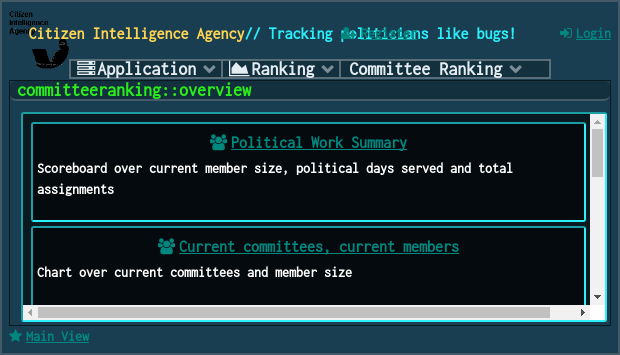 Citizen
Intelligence
Agency
Citizen Intelligence Agency// Tracking politicians like bugs!
Register
Login
Application
Ranking
Committee Ranking
committeeranking::overview
Political Work Summary
Scoreboard over current member size, political days served and total
assignments
Current committees, current members
Chart over current committees and member size
Main View